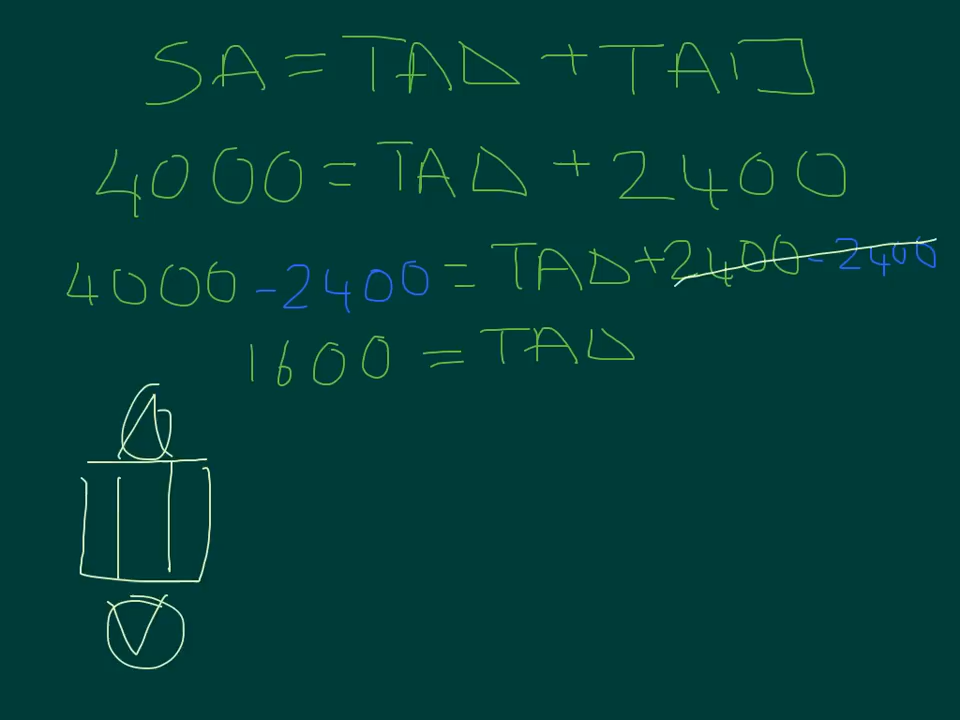 SA = TA△ + TA□
4000 = TA△ + 2400
4000 - 2400 = TA△ + 2400 - 2400
1600 = TA△